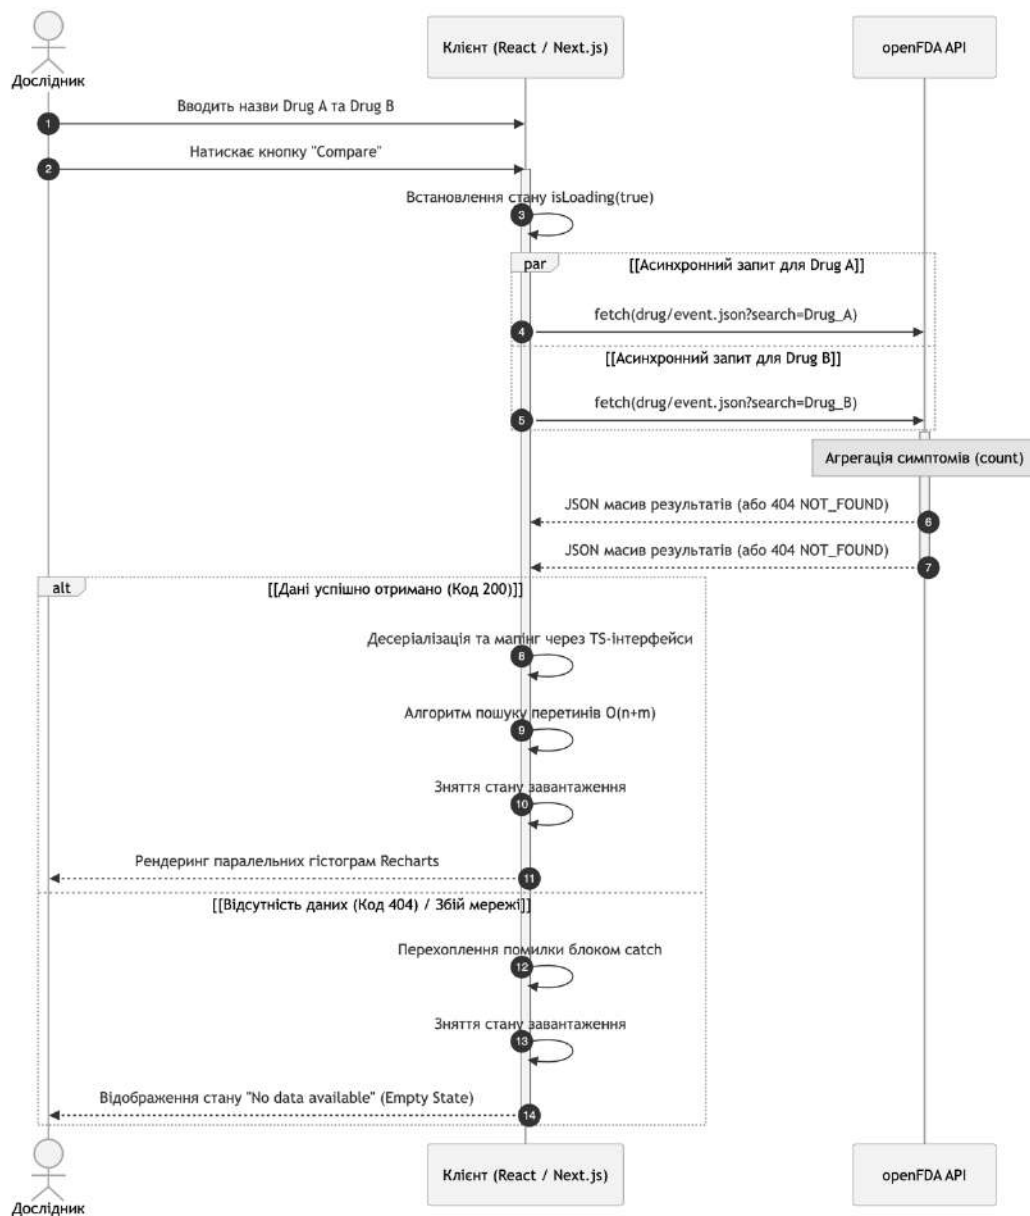 Дослідник
Клієнт (React / Next.js)
openFDA API
Вводить назви Drug A та Drug B
1
Натискає кнопку "Compare"
2
Встановлення стану isLoading(true)
3
par
[[Асинхронний запит для Drug A]]
fetch(drug/event.json?search=Drug_A)
4
[[Асинхронний запит для Drug B]]
fetch(drug/event.json?search=Drug_B)
5
Агрегація симптомів (count)
JSON масив результатів (або 404 NOT_FOUND)
6
JSON масив результатів (або 404 NOT_FOUND)
7
alt
[[Дані успішно отримано (Код 200)]]
Десеріалізація та мапінг через TS-інтерфейси
8
Алгоритм пошуку перетинів O(n+m)
9
Зняття стану завантаження
10
Рендеринг паралельних гістограм Recharts
11
[[Відсутність даних (Код 404) / Збій мережі]]
Перехоплення помилки блоком catch
12
Зняття стану завантаження
13
Відображення стану "No data available" (Empty State)
14
Дослідник
Клієнт (React / Next.js)
openFDA API